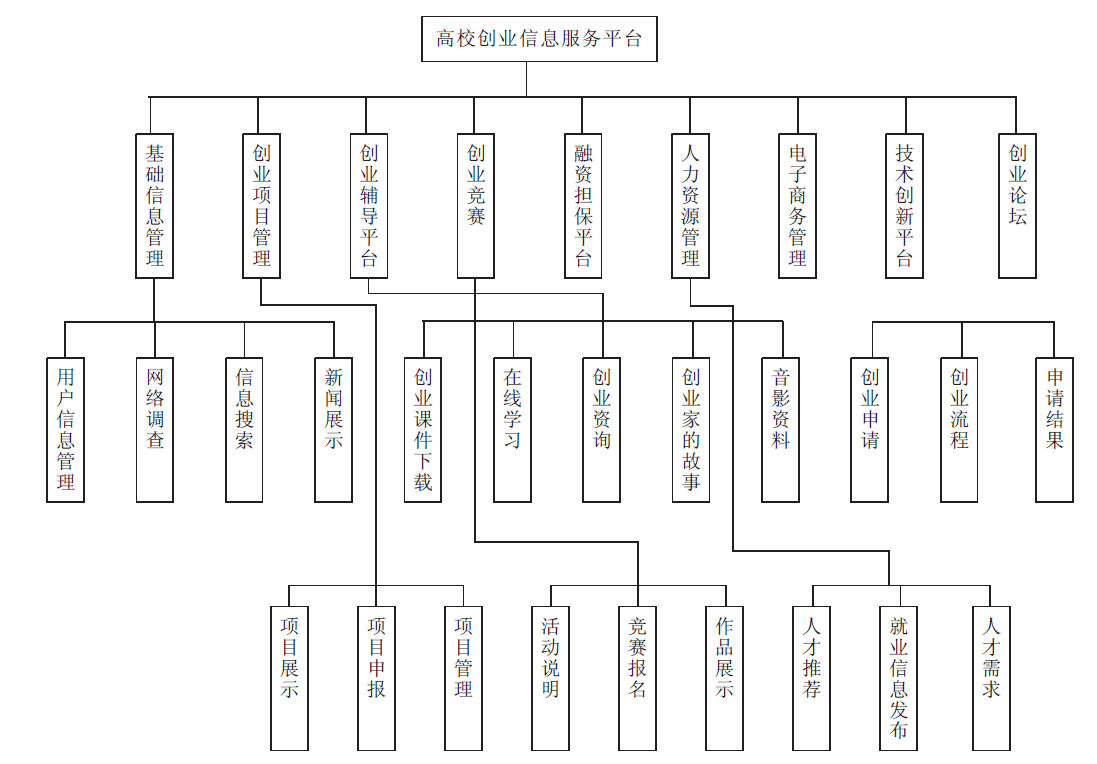 高校创业信息服务平台
基础信息管理
创业项目管理
创业辅导平台
创业竞赛
融资担保平台
人力资源管理
电子商务管理
技术创新平台
创业论坛
用户信息管理
网络调查
信息搜索
新闻展示
创业课件下载
在线学习
创业资询
创业家的故事
音影资料
创业申请
创业流程
申请结果
项目展示
项目申报
项目管理
活动说明
竞赛报名
作品展示
人才推荐
就业信息发布
人才需求